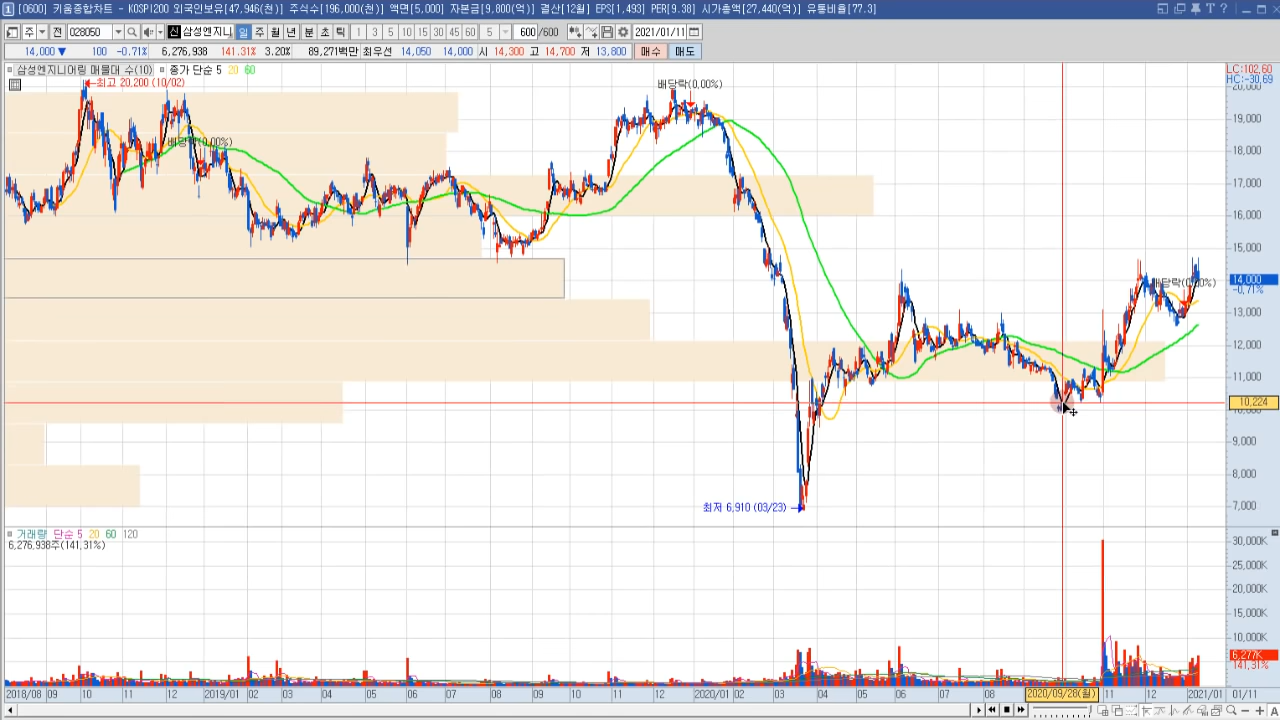 [0600] 키움종합차트 - KOSPI200 외국인보유[47,946(천)] 주식수[196,000(천)] 액면[5,000] 자본금[9,800(억)] 결산[12월] EPS[1,493] PER[9.38] 시가총액[27,440(억)] 유통비율[77.3]
주 전 028050 신 삼성엔지니 일 주 월 년 분 초 틱 1 3 5 10 15 30 45 60 5 600 /600 2021/01/11
14,000 ▼ 100 -0.71% 6,276,938 141.31% 3.20% 89,271백만 최우선 14,050 14,000 시 14,300 고 14,700 저 13,800 매수 매도
삼성엔지니어링 매물대 수(10) 종가 단순 5 20 60
LC:102.60
HC:-30.69
최고 20,200 (10/02)
배당락(0.00%)
배당락(0.00%)
배당락(0.00%)
20,000
19,000
18,000
17,000
16,000
15,000
14,000
-0.71%
13,000
12,000
11,000
10,224
10,000
9,000
8,000
7,000
최저 6,910 (03/23)
거래량 단순 5 20 60 120
6,276,938주(141.31%)
30,000K
25,000K
20,000K
15,000K
10,000K
6,277K
141.31%
2018/08 09 10 11 12 2019/01 02 03 04 05 06 07 08 09 10 11 12 2020/01 02 03 04 05 06 07 08 2020/09/28(월) 11 12 2021/01 01/11